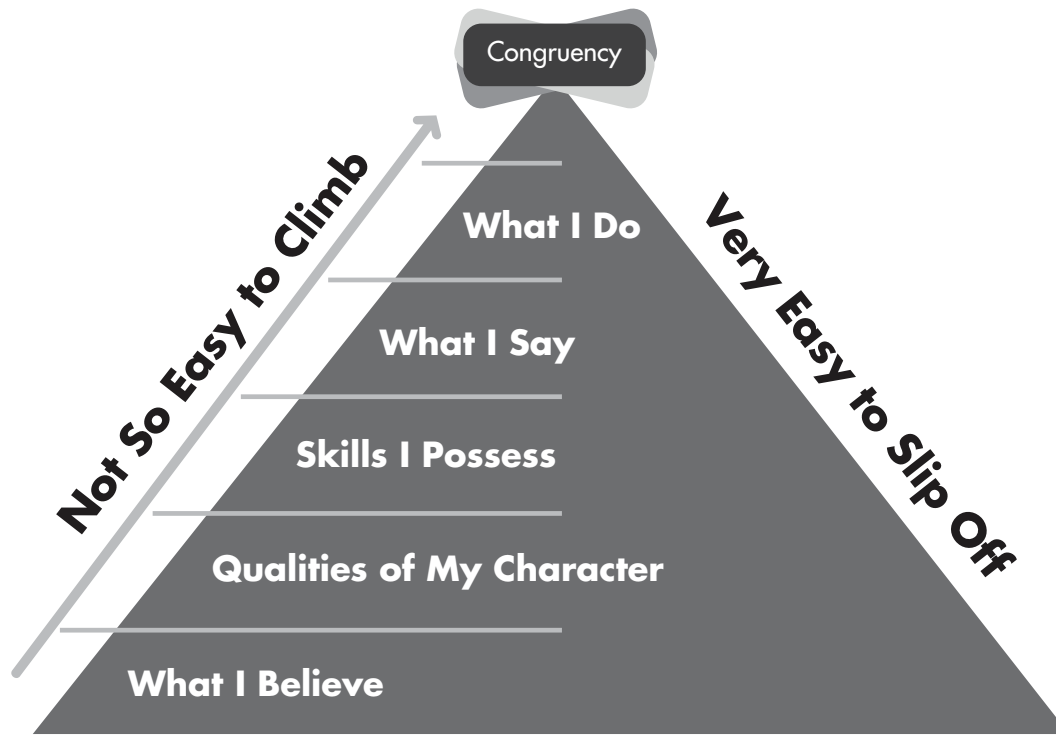 Congruency
Not So Easy to Climb
Very Easy to Slip Off
What I Do
What I Say
Skills I Possess
Qualities of My Character
What I Believe